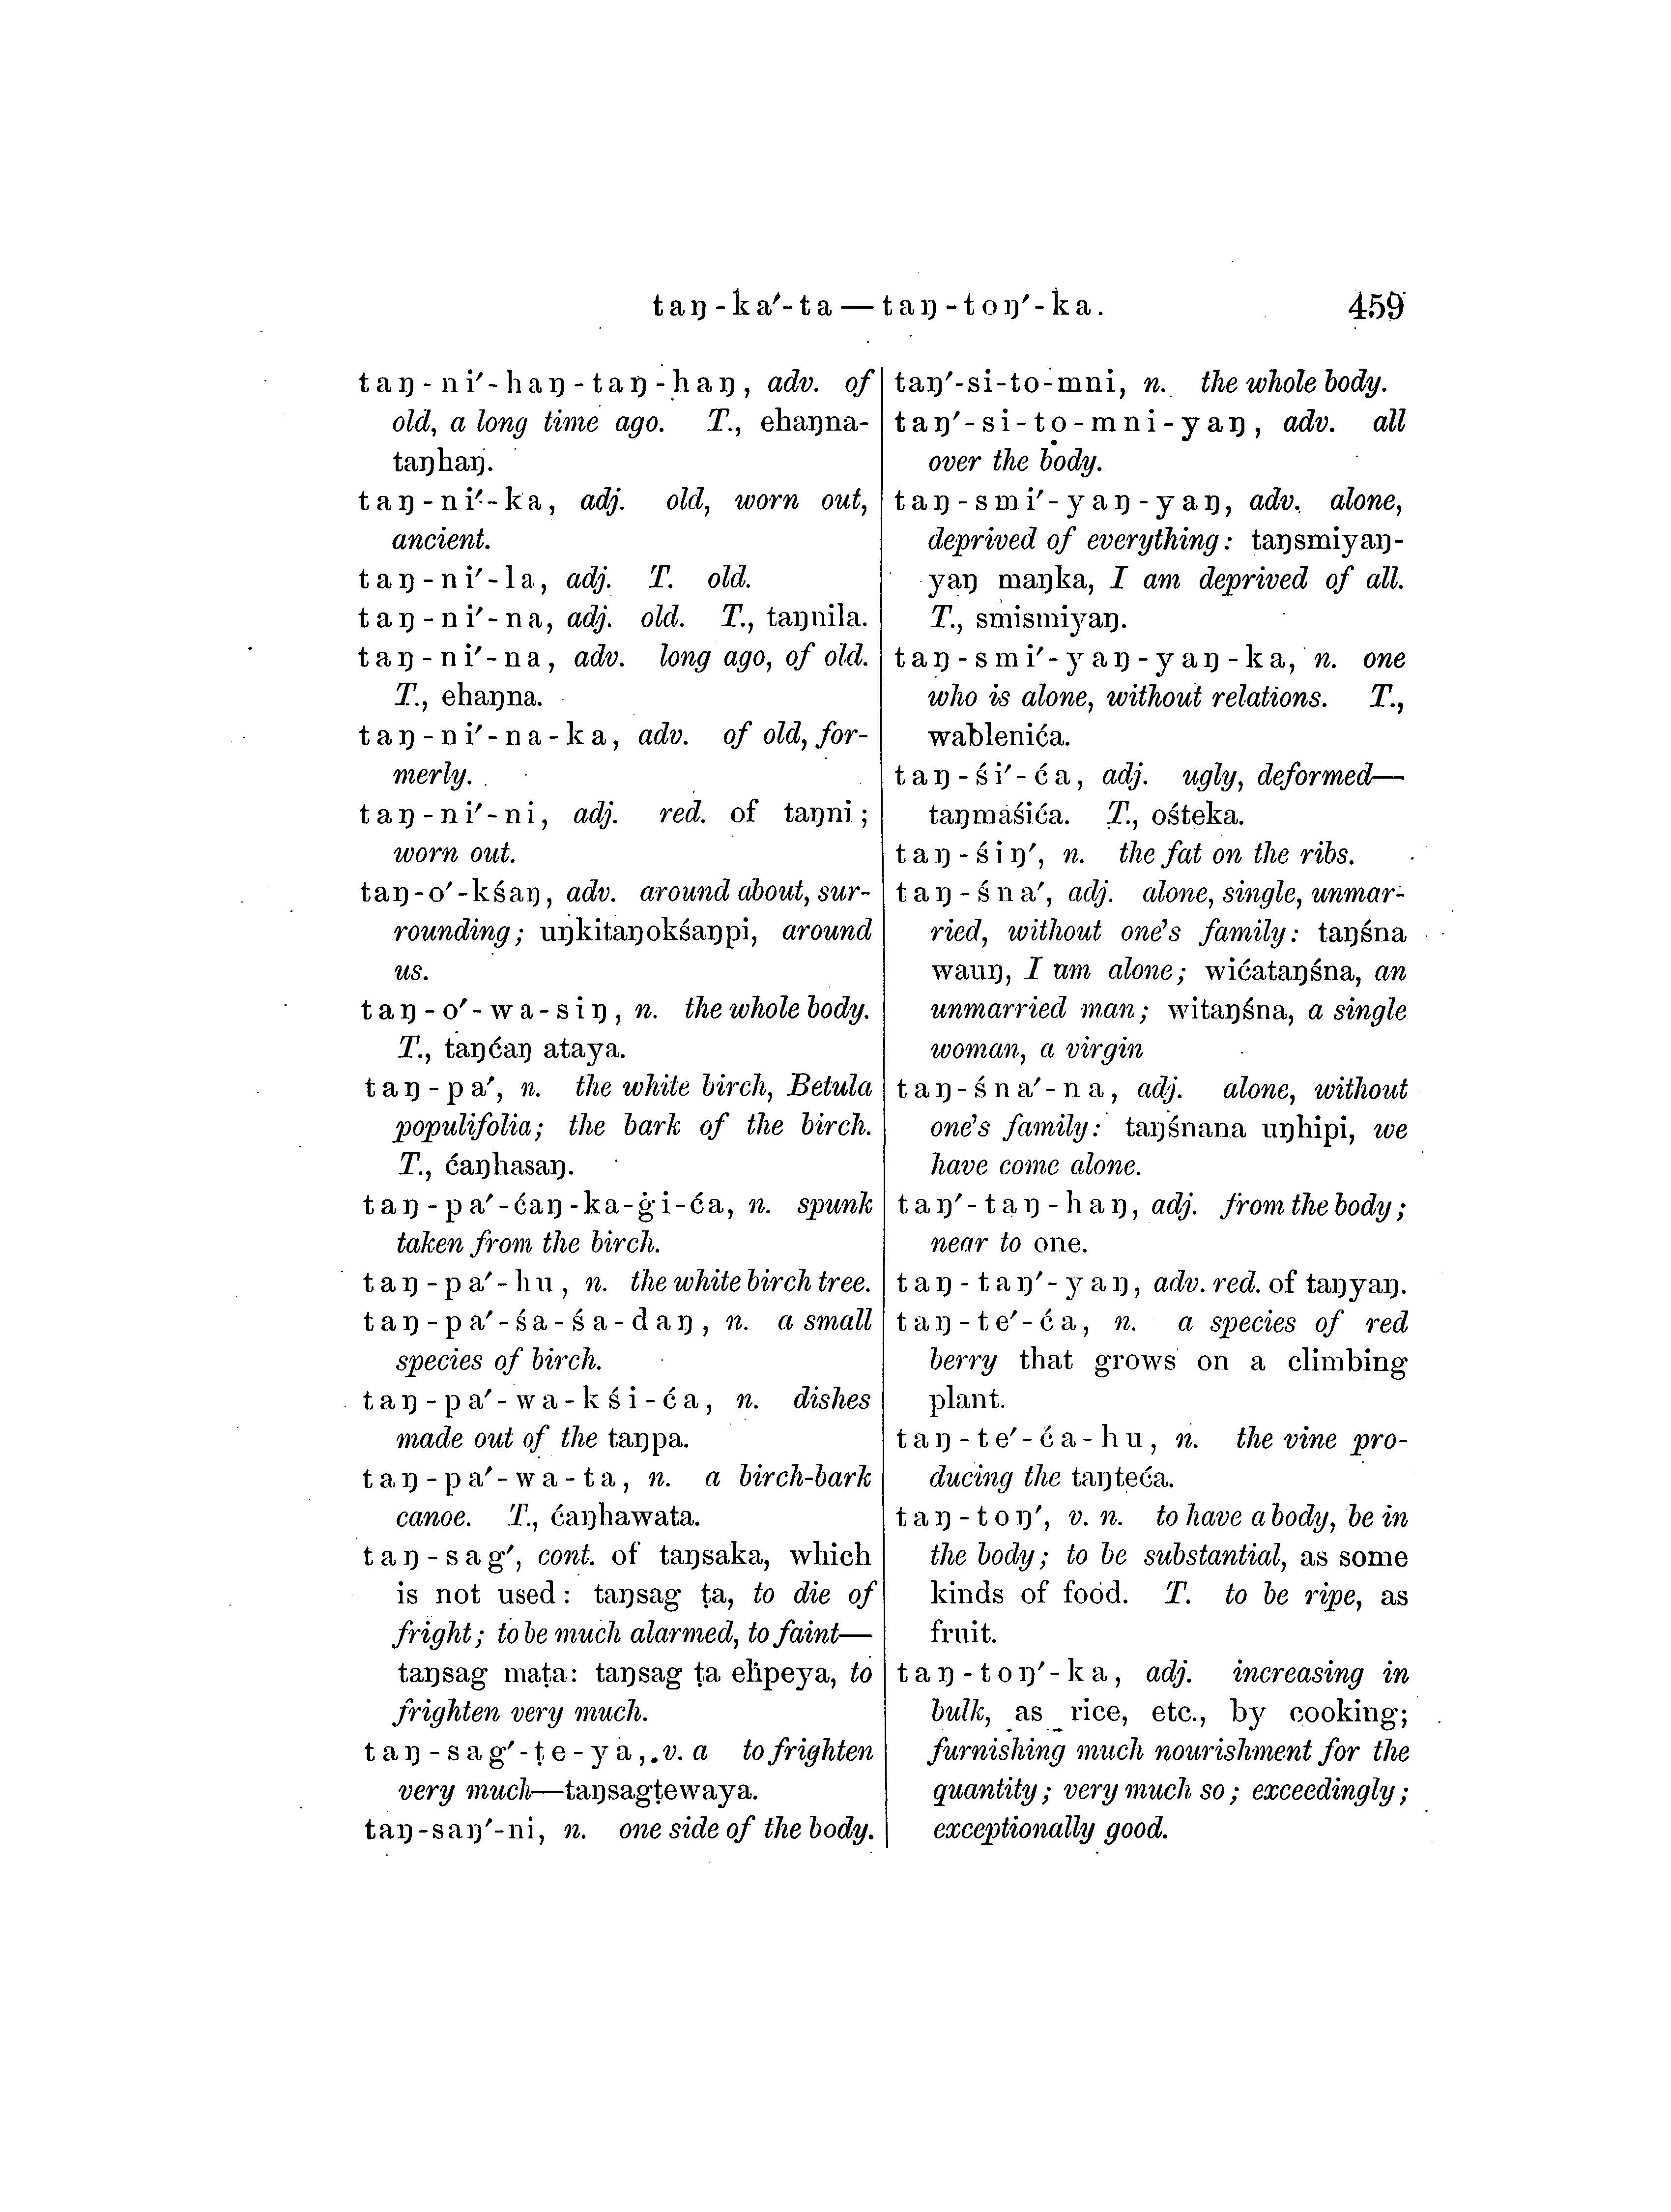 taŋ-ka′-ta—taŋ-toŋ′-ka. 459
taŋ-ni′-haŋ-taŋ-haŋ, adv. of
old, a long time ago. T., ehaŋna-
taŋhaŋ.
taŋ-ni′-ka, adj. old, worn out,
ancient.
taŋ-ni′-la, adj. T. old.
taŋ-ni′-na, adj. old. T., taŋnila.
taŋ-ni′-na, adv. long ago, of old.
T., ehaŋna.
taŋ-ni′-na-ka, adv. of old, for-
merly.
taŋ-ni′-ni, adj. red. of taŋni;
worn out.
taŋ-o′-kśaŋ, adv. around about, sur-
rounding; uŋkitaŋokśaŋpi, around
us.
taŋ-o′-wa-siŋ, n. the whole body.
T., taŋćaŋ ataya.
taŋ-pa′, n. the white birch, Betula
populifolia; the bark of the birch.
T., ćaŋhasaŋ.
taŋ-pa′-ćaŋ-ka-ġi-ća, n. spunk
taken from the birch.
taŋ-pa′-hu, n. the white birch tree.
taŋ-pa′-śa-śa-daŋ, n. a small
species of birch.
taŋ-pa′-wa-kśi-ća, n. dishes
made out of the taŋpa.
taŋ-pa′-wa-ta, n. a birch-bark
canoe. T., ćaŋhawata.
taŋ-sag′, cont. of taŋsaka, which
is not used: taŋsag ṭa, to die of
fright; to be much alarmed, to faint—
taŋsag maṭa: taŋsag ṭa eḣpeya, to
frighten very much.
taŋ-sag′-ṭe-ya, v. a to frighten
very much—taŋsagṭewaya.
taŋ-saŋ′-ni, n. one side of the body.
taŋ′-si-to-mni, n. the whole body.
taŋ′-si-to-mni-yaŋ, adv. all
over the body.
taŋ-smi′-yaŋ-yaŋ, adv. alone,
deprived of everything: taŋsmiyaŋ-
yaŋ maŋka, I am deprived of all.
T., smismiyaŋ.
taŋ-smi′-yaŋ-yaŋ-ka, n. one
who is alone, without relations. T.,
wablenića.
taŋ-śi′-ća, adj. ugly, deformed—
taŋmaśića. T., ośteka.
taŋ-śiŋ′, n. the fat on the ribs.
taŋ-śna′, adj. alone, single, unmar-
ried, without one's family: taŋśna
wauŋ, I am alone; wićataŋśna, an
unmarried man; witaŋśna, a single
woman, a virgin
taŋ-śna′-na, adj. alone, without
one's family: taŋśnana uŋhipi, we
have come alone.
taŋ′-taŋ-haŋ, adj. from the body;
near to one.
taŋ-taŋ′-yaŋ, adv. red. of taŋyaŋ.
taŋ-te′-ća, n. a species of red
berry that grows on a climbing
plant.
taŋ-te′-ća-hu, n. the vine pro-
ducing the taŋteća.
taŋ-toŋ′, v. n. to have a body, be in
the body; to be substantial, as some
kinds of food. T. to be ripe, as
fruit.
taŋ-toŋ′-ka, adj. increasing in
bulk, as rice, etc., by cooking;
furnishing much nourishment for the
quantity; very much so; exceedingly;
exceptionally good.